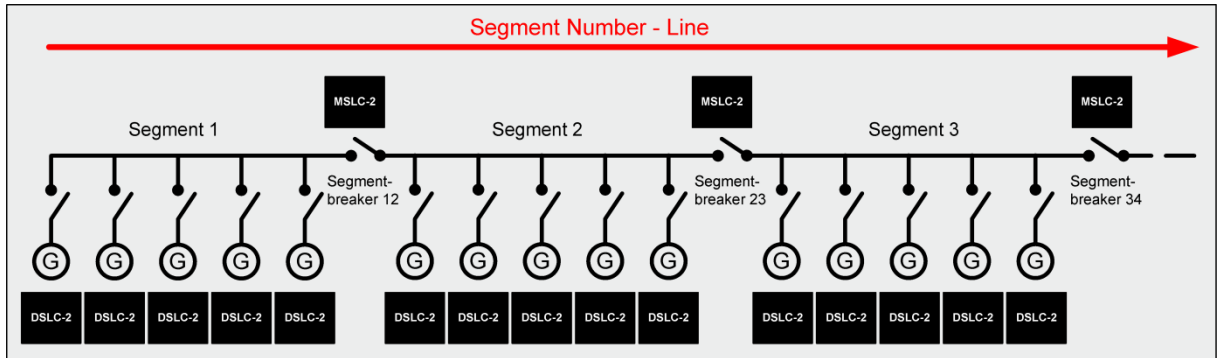 Segment Number - Line
MSLC-2
MSLC-2
MSLC-2
Segment 1
Segment 2
Segment 3
Segment-
breaker 12
Segment-
breaker 23
Segment-
breaker 34
G G G G G G G G G G G G G G G
DSLC-2 DSLC-2 DSLC-2 DSLC-2 DSLC-2 DSLC-2 DSLC-2 DSLC-2 DSLC-2 DSLC-2 DSLC-2 DSLC-2 DSLC-2 DSLC-2 DSLC-2